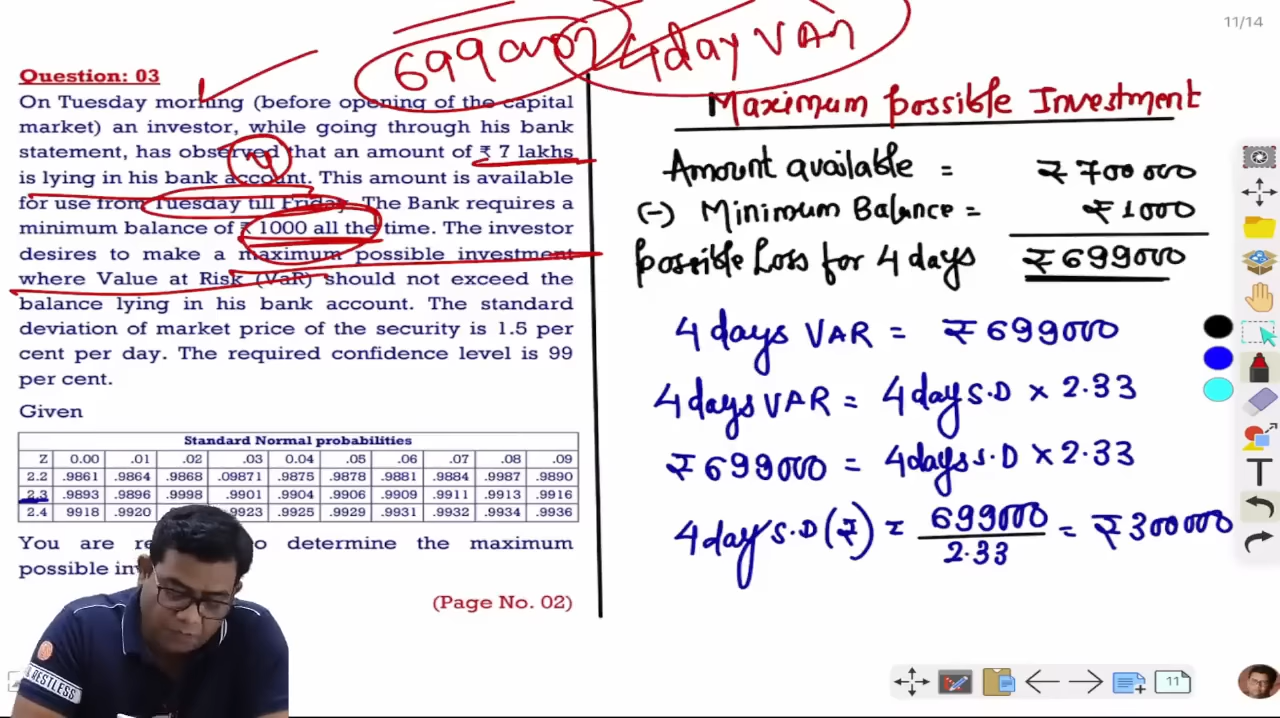 11/14
699000
4 day VAR
Question: 03
On Tuesday morning (before opening of the capital
market) an investor, while going through his bank
statement, has observed that an amount of ₹ 7 lakhs
is lying in his bank account. This amount is available
for use from Tuesday till Friday. The Bank requires a
minimum balance of ₹ 1000 all the time. The investor
desires to make a maximum possible investment
where Value at Risk (VaR) should not exceed the
balance lying in his bank account. The standard
deviation of market price of the security is 1.5 per
cent per day. The required confidence level is 99
per cent.
Given
Standard Normal probabilities
Z 0.00 .01 .02 .03 0.04 .05 .06 .07 .08 .09
2.2 .9861 .9864 .9868 .09871 .9875 .9878 .9881 .9884 .9987 .9890
2.3 .9893 .9896 .9998 .9901 .9904 .9906 .9909 .9911 .9913 .9916
2.4 9918 .9920 9923 .9925 .9929 .9931 .9932 .9934 .9936
You are to determine the maximum
possible
(Page No. 02)
Maximum possible Investment
Amount available = ₹700000
(-) Minimum Balance = ₹1000
possible Loss for 4 days ₹699000
4 days VAR = ₹699000
4 days VAR = 4 day S.D × 2.33
₹699000 = 4 days S.D × 2.33
4 day S.D (₹) = 699000 / 2.33 = ₹300000
RESTLESS
T
11